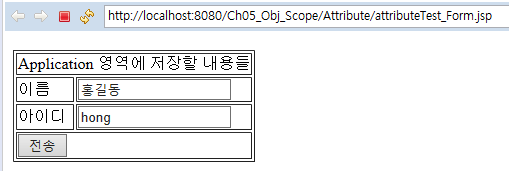 http://localhost:8080/Ch05_Obj_Scope/Attribute/attributeTest_Form.jsp
Application 영역에 저장할 내용들
이름 홍길동
아이디 hong
전송